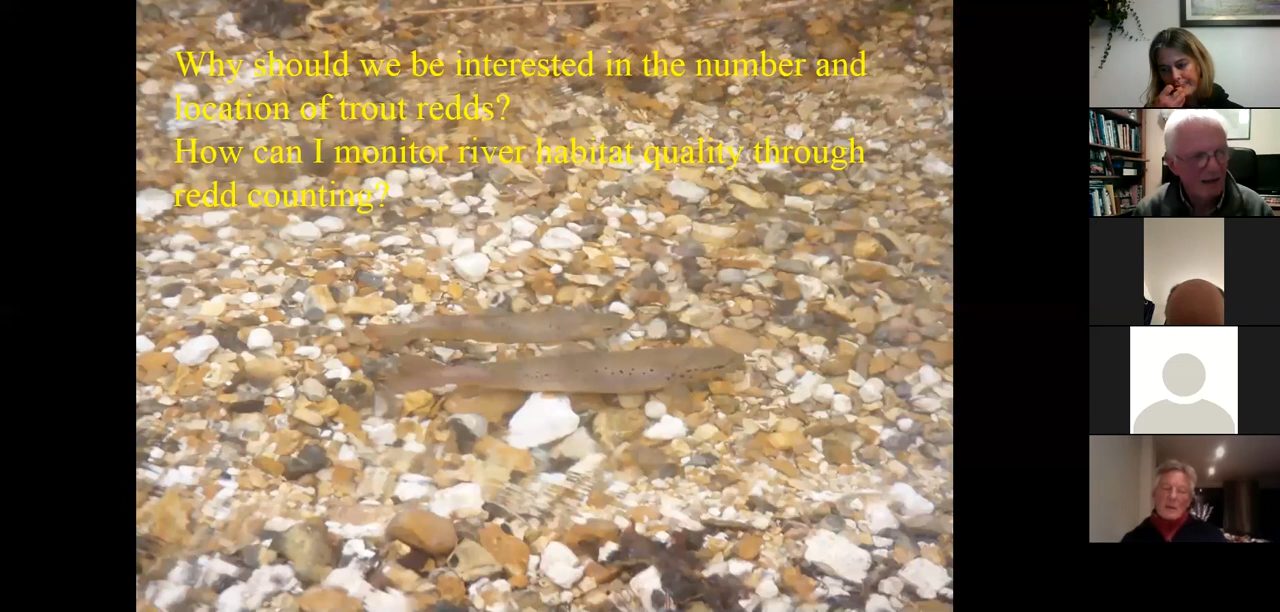 Why should we be interested in the number and
location of trout redds?
How can I monitor river habitat quality through
redd counting?